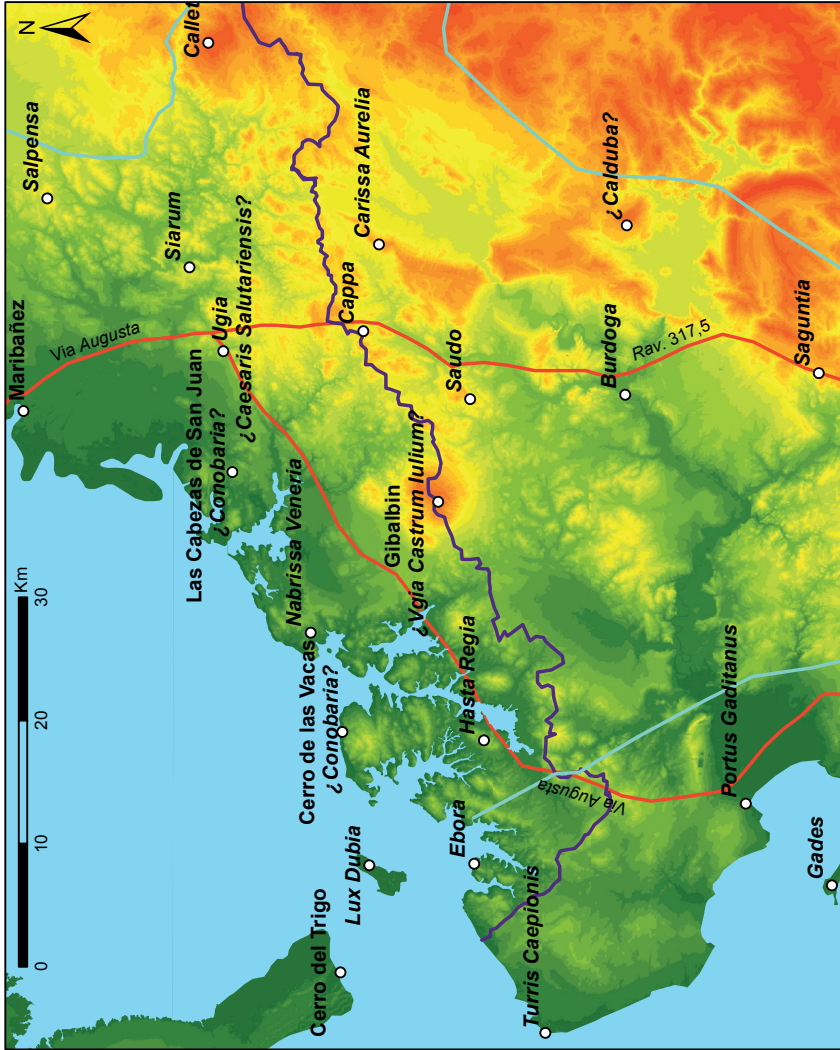 N
Callet
Salpensa
Siarum
Maribañez
Via Augusta
Ugia
¿Caesaris Salutariensis?
Carissa Aurelia
¿Calduba?
Cappa
Saudo
Burdoga
Rav. 317,5
Saguntia
Las Cabezas de San Juan
¿Conobaria?
Nabrissa Veneria
Gibalbin
¿Vgia Castrum Iulium?
Km
0
10
20
30
Cerro de las Vacas
¿Conobaria?
Hasta Regia
Lux Dubia
Ebora
Via Augusta
Portus Gaditanus
Cerro del Trigo
Turris Caepionis
Gades